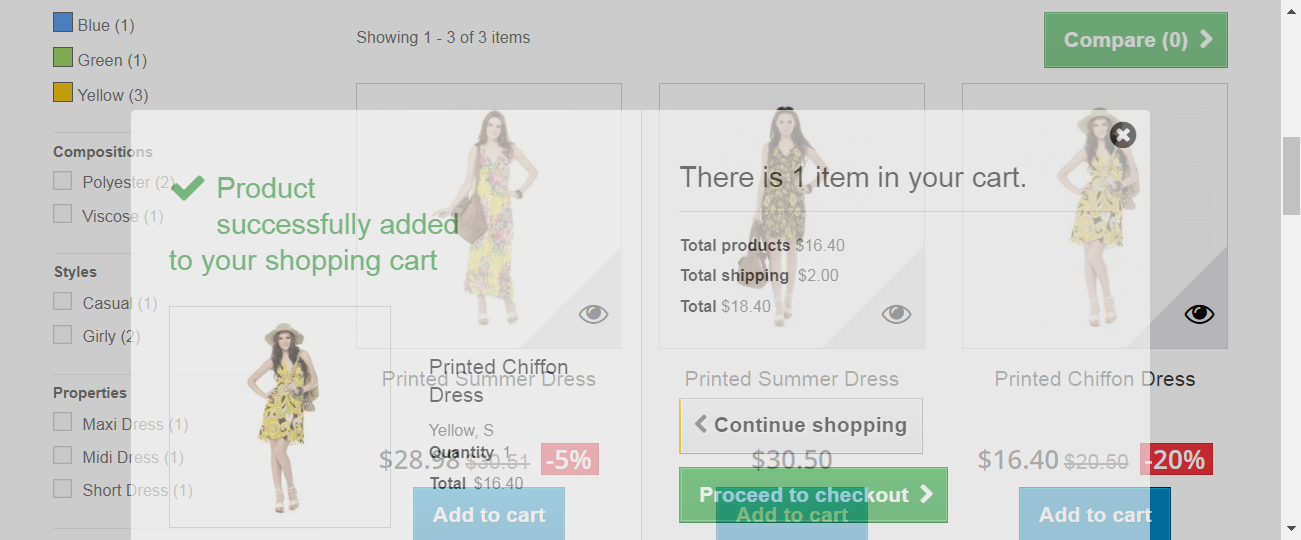 Blue (1)
Green (1)
Yellow (3)
Compositions
Polyester (2)
Viscose (1)
Styles
Casual (1)
Girly (2)
Properties
Maxi Dress (1)
Midi Dress (1)
Short Dress (1)
Showing 1 - 3 of 3 items
Compare (0)
Product
successfully added
to your shopping cart
Printed Chiffon
Dress
Yellow, S
Quantity 1
Total $16.40
There is 1 item in your cart.
Total products $16.40
Total shipping $2.00
Total $18.40
Continue shopping
Proceed to checkout
Printed Summer Dress
$28.98 $30.51 -5%
Add to cart
Printed Summer Dress
$30.50
Add to cart
Printed Chiffon Dress
$16.40 $20.50 -20%
Add to cart